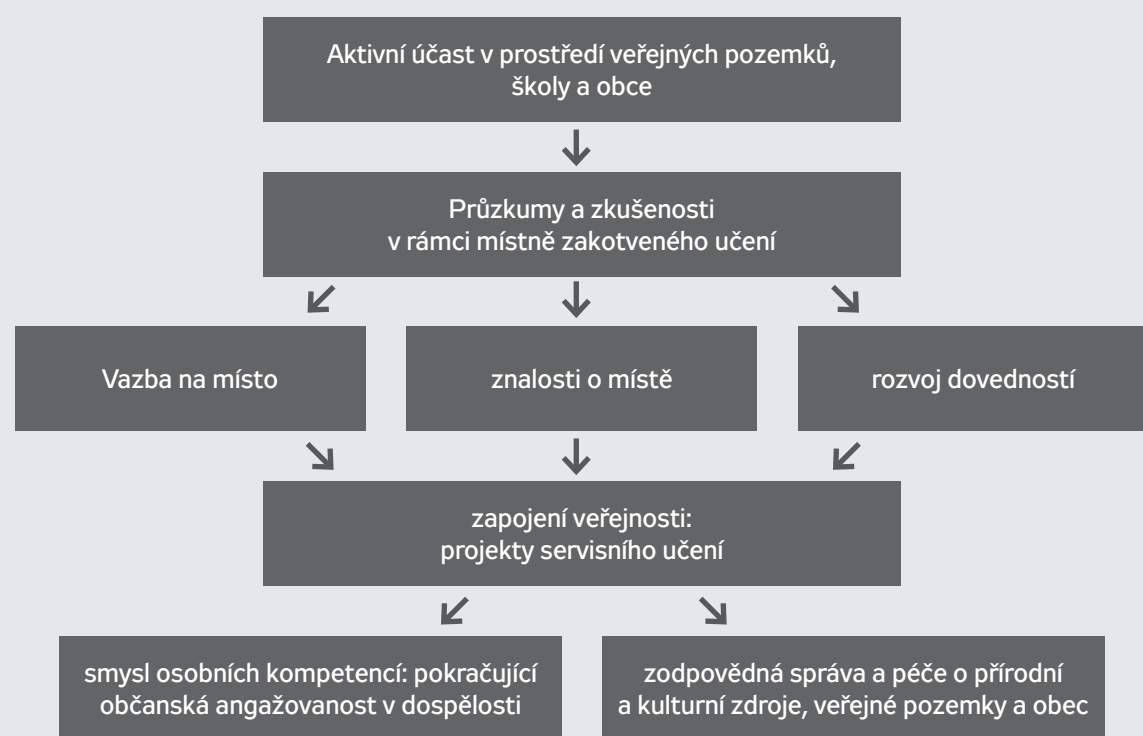 Aktivní účast v prostředí veřejných pozemků,
školy a obce
Průzkumy a zkušenosti
v rámci místně zakotveného učení
Vazba na místo
znalosti o místě
rozvoj dovedností
zapojení veřejnosti:
projekty servisního učení
smysl osobních kompetencí: pokračující
občanská angažovanost v dospělosti
zodpovědná správa a péče o přírodní
a kulturní zdroje, veřejné pozemky a obec